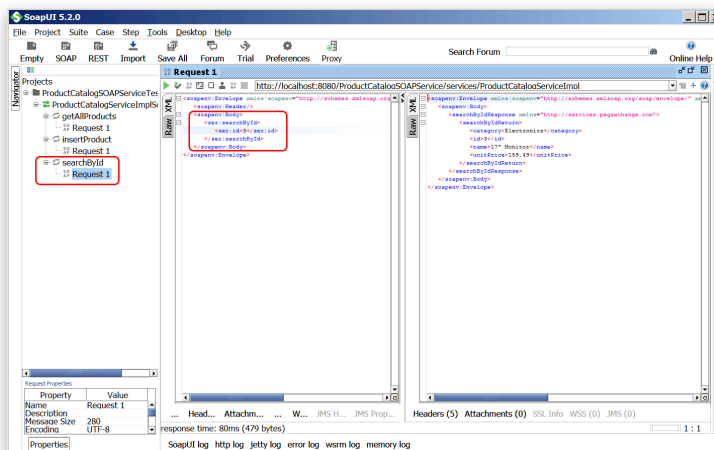 SoapUI 5.2.0
File Project Suite Case Step Tools Desktop Help
Empty SOAP REST Import Save All Forum Trial Preferences Proxy Search Forum Online Help
Navigator
Projects
ProductCatalogSOAPServiceTes
ProductCatalogServiceImplSo
getAllProducts
Request 1
insertProduct
Request 1
searchById
Request 1
Request Properties
Property Value
Name Request 1
Description
Message Size 280
Encoding UTF-8
Properties
Request 1
http://localhost:8080/ProductCatalogSOAPService/services/ProductCatalogServiceImpl
XML
Raw
<soapenv:Envelope xmlns:soapenv="http://schemas.xmlsoap.org
<soapenv:Header/>
<soapenv:Body>
<ser:searchById>
<ser:id>3</ser:id>
</ser:searchById>
</soapenv:Body>
</soapenv:Envelope>
... Head... Attachm... ... W... JMS H... JMS Prop...
XML
Raw
<soapenv:Envelope xmlns:soapenv="http://schemas.xmlsoap.org/soap/envelope/"
<soapenv:Body>
<searchByIdResponse xmlns="http://services.pegaxchange.com">
<searchByIdReturn>
<category>Electronics</category>
<id>3</id>
<name>17" Monitor</name>
<unitPrice>159.49</unitPrice>
</searchByIdReturn>
</searchByIdResponse>
</soapenv:Body>
</soapenv:Envelope>
Headers (5) Attachments (0) SSL Info WSS (0) JMS (0)
response time: 80ms (479 bytes) 1 : 1
SoapUI log http log jetty log error log wsrm log memory log